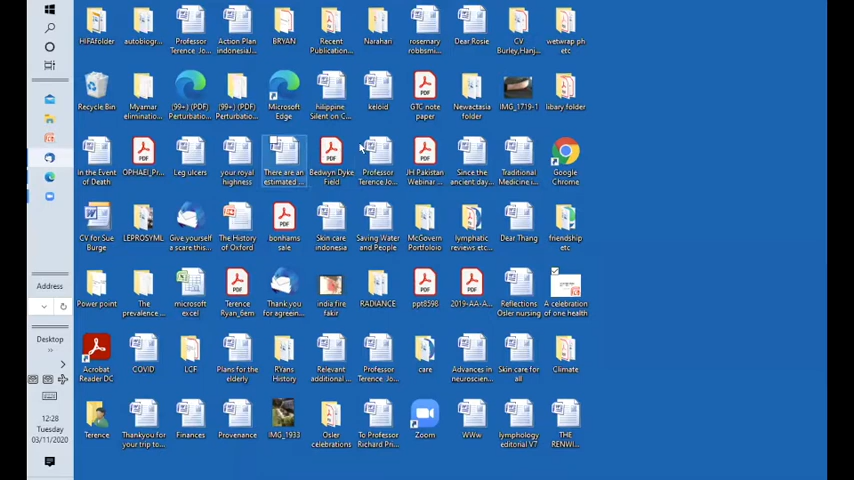 HIFAfolder
autobiogr...
Professor
Terence Jo...
Action Plan
indonesiaJ...
BRYAN
Recent
Publication...
Narahari
rosemary
robbsmi...
Dear Rosie
CV
Burley,Hanj...
wetwrap ph
etc
Recycle Bin
Myamar
eliminatio...
(99+) (PDF)
Perturbatio...
(99+) (PDF)
Perturbatio...
Microsoft
Edge
hilippine
Silent on C...
keloid
GTC note
paper
Newactasia
folder
IMG_1719-1
libary folder
in the Event
of Death
OPHAEI_Pr...
Leg ulcers
your royal
highness
There are an
estimated ...
Bedwyn Dyke
Field
Professor
Terence Jo...
JH Pakistan
Webinar ...
Since the
ancient day...
Traditional
Medicine i...
Google
Chrome
CV for Sue
Burge
LEPROSYML
Give yourself
a scare this...
The History
of Oxford
bonhams
sale
Skin care
indonesia
Saving Water
and People
McGovern
Portfoloio
lymphatic
reviews etc...
Dear Thang
friendship
etc
Address
Power point
The
prevalence ...
microsoft
excel
Terence
Ryan_6em
Thank you
for agreein...
india fire
fakir
RADIANCE
ppt8598
2019-AA-A...
Reflections
Osler nursing
A celebration
of one health
Desktop
Acrobat
Reader DC
COVID
LCF
Plans for the
elderly
RYans
History
Relevant
additional ...
Professor
Terence Jo...
care
Advances in
neuroscien...
Skin care for
all
Climate
Terence
Thankyou for
your trip to...
Finances
Provenance
IMG_1933
Osler
celebrations
To Professor
Richard Pri...
Zoom
WWw
lymphology
editorial V7
THE
RENWI...
12:28
Tuesday
03/11/2020